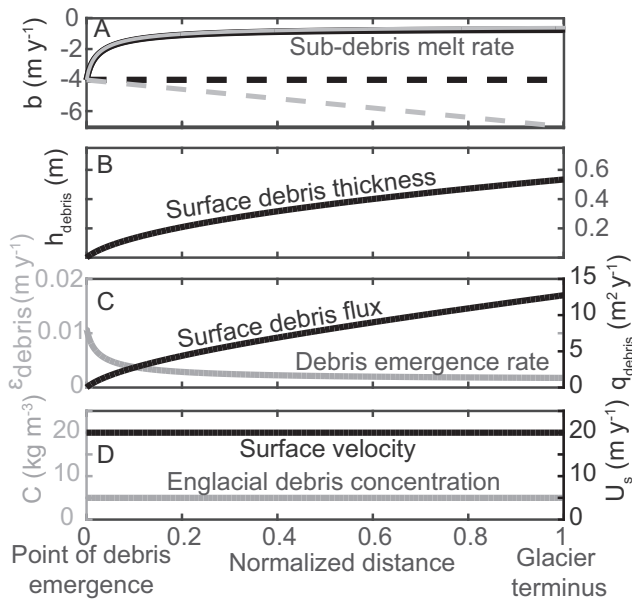 0
-2
-4
-6
b (m y⁻¹)
A
Sub-debris melt rate
h_debris (m)
B
Surface debris thickness
0.6
0.4
0.2
0.02
0.01
0
ε_debris (m y⁻¹)
C
Surface debris flux
Debris emergence rate
15
10
5
0
q_debris (m² y⁻¹)
20
10
0
C (kg m⁻³)
D
Surface velocity
Englacial debris concentration
20
10
0
U_s (m y⁻¹)
0 0.2 0.4 0.6 0.8 1
Point of debris
emergence
Normalized distance
Glacier
terminus